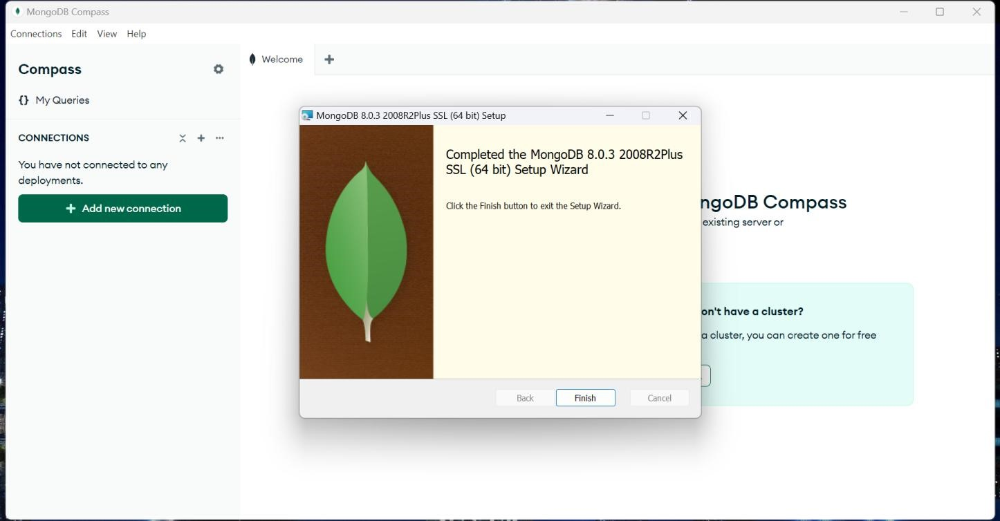 MongoDB Compass
Connections Edit View Help
Compass
My Queries
CONNECTIONS
You have not connected to any
deployments.
Add new connection
Welcome
MongoDB 8.0.3 2008R2Plus SSL (64 bit) Setup
Completed the MongoDB 8.0.3 2008R2Plus
SSL (64 bit) Setup Wizard
Click the Finish button to exit the Setup Wizard.
Back Finish Cancel
ngoDB Compass
existing server or
on't have a cluster?
a cluster, you can create one for free